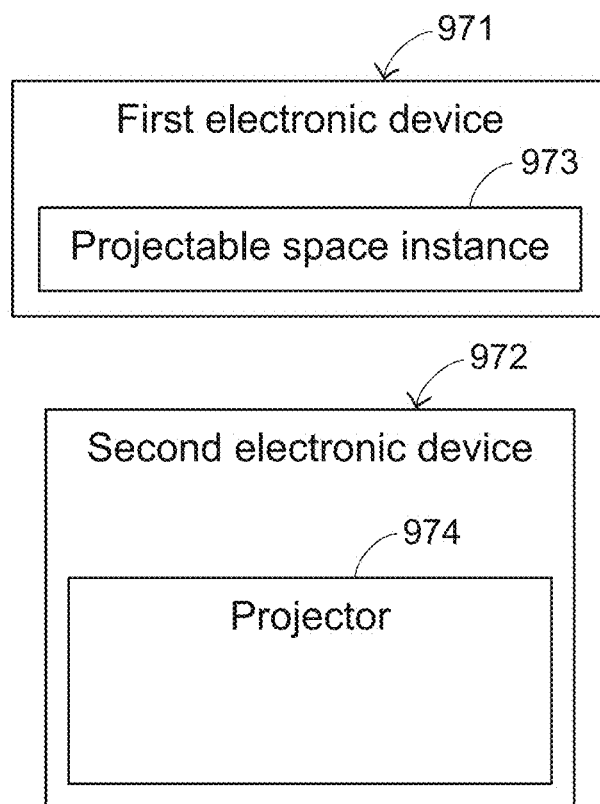 971
First electronic device
973
Projectable space instance
972
Second electronic device
974
Projector